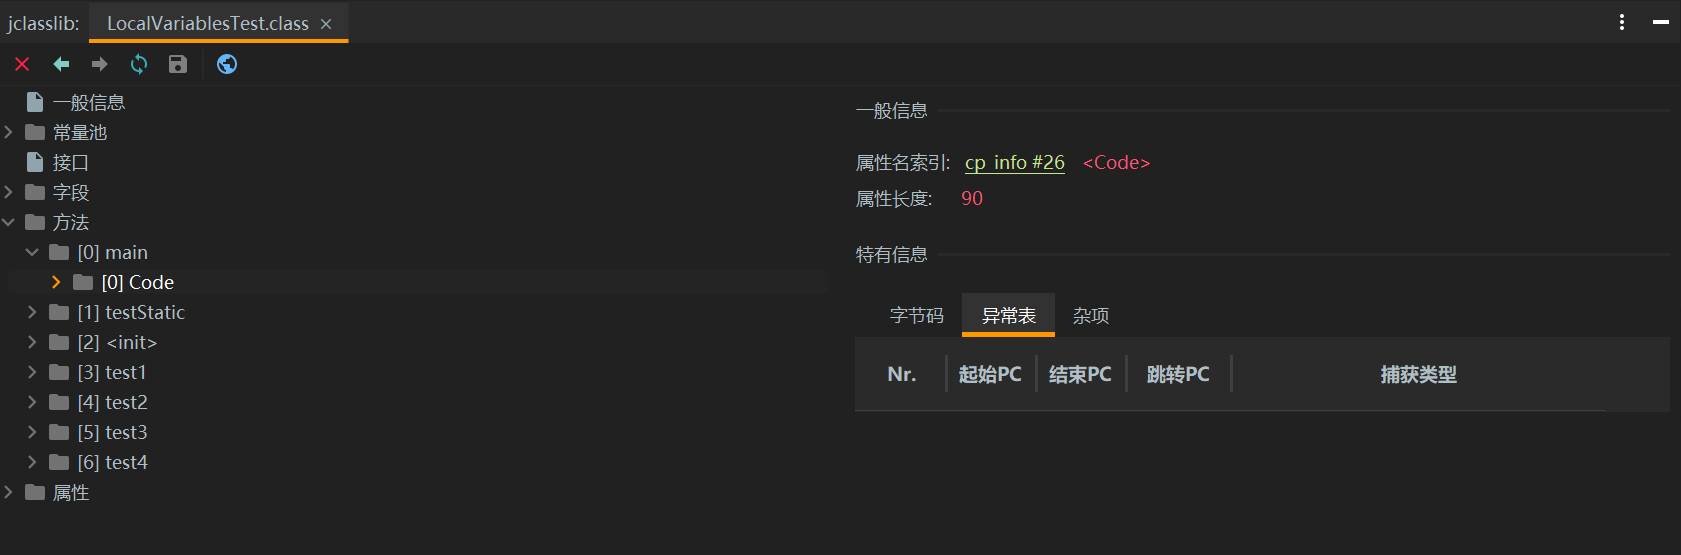 jclasslib: LocalVariablesTest.class
一般信息
常量池
接口
字段
方法
[0] main
[0] Code
[1] testStatic
[2] <init>
[3] test1
[4] test2
[5] test3
[6] test4
属性
一般信息
属性名索引: cp_info #26 <Code>
属性长度: 90
特有信息
字节码 异常表 杂项
Nr. 起始PC 结束PC 跳转PC 捕获类型